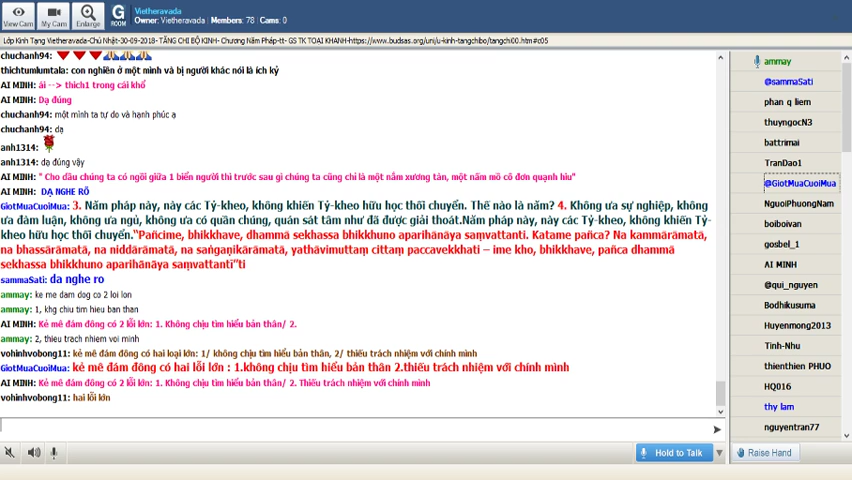 View Cam
My Cam
Enlarge
G
ROOM
Vietheravada
Owner: Vietheravada | Members: 78 | Cams: 0
Lớp Kinh Tạng Vietheravada-Chủ Nhật-30-09-2018- TĂNG CHI BỘ KINH- Chương Năm Pháp-tt- GS TK TOẠI KHANH-https://www.budsas.org/uni/u-kinh-tangchibo/tangchi00.htm#c05
chuchanh94:
thichtumlumtala: con nghiên ở một mình và bị người khác nói là ích kỷ
AI MINH: ái --> thich1 trong cái khổ
AI MINH: Dạ đúng
chuchanh94: một mình ta tự do và hạnh phúc ạ
chuchanh94: dạ
anh1314:
anh1314: dạ đúng vậy
AI MINH: " Cho dầu chúng ta có ngồi giữa 1 biển người thì trước sau gì chúng ta cũng chỉ là một nắm xương tàn, một năm mồ cô đơn quạnh hiu"
AI MINH: DẠ NGHE RÕ
GiotMuaCuoiMua: 3. Năm pháp này, này các Tỷ-kheo, không khiến Tỷ-kheo hữu học thối chuyển. Thế nào là năm? 4. Không ưa sự nghiệp, không
ưa đàm luận, không ưa ngủ, không ưa có quần chúng, quán sát tâm như đã được giải thoát.Năm pháp này, này các Tỷ-kheo, không khiến Tỷ-
kheo hữu học thối chuyển.“Pañcime, bhikkhave, dhammā sekhassa bhikkhuno aparihānāya saṃvattanti. Katame pañca? Na kammārāmatā,
na bhassārāmatā, na niddārāmatā, na saṅgaṇikārāmatā, yathāvimuttaṃ cittaṃ paccavekkhati – ime kho, bhikkhave, pañca dhammā
sekhassa bhikkhuno aparihānāya saṃvattantī”ti
sammaSati: da nghe ro
ammay: ke me dam dog co 2 loi lon
ammay: 1, khg chiu tim hieu ban than
AI MINH: Kẻ mê đám đông có 2 lỗi lớn: 1. Không chịu tìm hiểu bản thân/ 2.
ammay: 2, thieu trach nhiem voi minh
vohinhvobong11: kẻ mê đám đông có hai loại lớn: 1/ không chịu tìm hiểu bản thân, 2/ thiếu trách nhiệm với chính mình
GiotMuaCuoiMua: kẻ mê đám đông có hai lỗi lớn : 1.không chịu tìm hiểu bản thân 2.thiếu trách nhiệm với chính mình
AI MINH: Kẻ mê đám đông có 2 lỗi lớn: 1. Không chịu tìm hiểu bản thân/ 2. Thiếu trách nhiệm với chính mình
vohinhvobong11: hai lỗi lớn
Hold to Talk
ammay
@sammaSati
phan q liem
thuyngocN3
battrimai
TranDao1
@GiotMuaCuoiMua
NguoiPhuongNam
boiboivan
gosbel_1
AI MINH
@qui_nguyen
Bodhikusuma
Huyenmong2013
Tinh-Nhu
thienthien PHUO
HQ016
thy lam
nguyentran77
Raise Hand